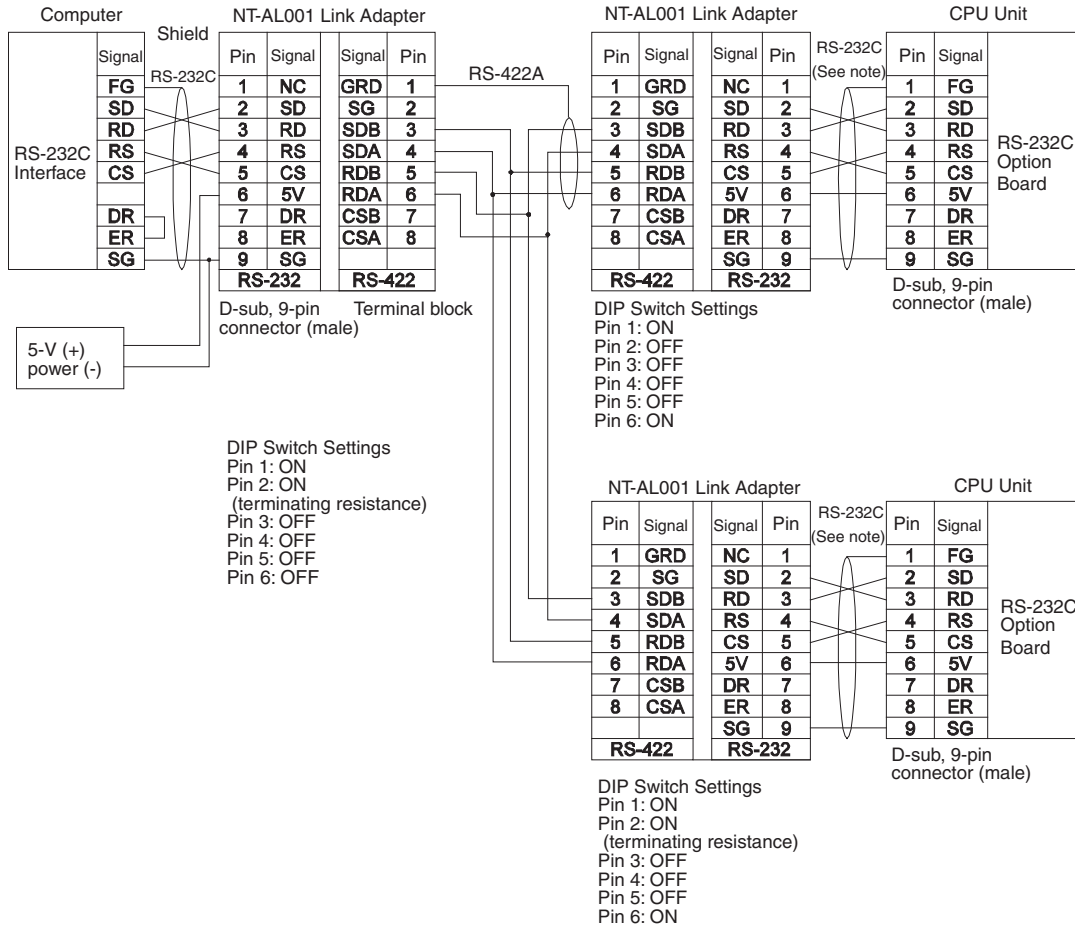 Computer
Shield
NT-AL001 Link Adapter
Signal
RS-232C
Pin Signal Signal Pin
RS-422A
FG 1 NC GRD 1
SD 2 SD SG 2
RD 3 RD SDB 3
RS 4 RS SDA 4
CS 5 CS RDB 5
6 5V RDA 6
DR 7 DR CSB 7
ER 8 ER CSA 8
SG 9 SG
RS-232C
Interface
RS-232 RS-422
D-sub, 9-pin
connector (male)
Terminal block
5-V (+)
power (-)
DIP Switch Settings
Pin 1: ON
Pin 2: ON
(terminating resistance)
Pin 3: OFF
Pin 4: OFF
Pin 5: OFF
Pin 6: OFF
NT-AL001 Link Adapter
CPU Unit
Pin Signal Signal Pin
RS-232C
(See note)
Pin Signal
1 GRD NC 1 1 FG
2 SG SD 2 2 SD
3 SDB RD 3 3 RD
4 SDA RS 4 4 RS
5 RDB CS 5 5 CS
6 RDA 5V 6 6 5V
7 CSB DR 7 7 DR
8 CSA ER 8 8 ER
SG 9 9 SG
RS-232C
Option
Board
RS-422 RS-232
D-sub, 9-pin
connector (male)
DIP Switch Settings
Pin 1: ON
Pin 2: OFF
Pin 3: OFF
Pin 4: OFF
Pin 5: OFF
Pin 6: ON
NT-AL001 Link Adapter
CPU Unit
Pin Signal Signal Pin
RS-232C
(See note)
Pin Signal
1 GRD NC 1 1 FG
2 SG SD 2 2 SD
3 SDB RD 3 3 RD
4 SDA RS 4 4 RS
5 RDB CS 5 5 CS
6 RDA 5V 6 6 5V
7 CSB DR 7 7 DR
8 CSA ER 8 8 ER
SG 9 9 SG
RS-232C
Option
Board
RS-422 RS-232
D-sub, 9-pin
connector (male)
DIP Switch Settings
Pin 1: ON
Pin 2: ON
(terminating resistance)
Pin 3: OFF
Pin 4: OFF
Pin 5: OFF
Pin 6: ON